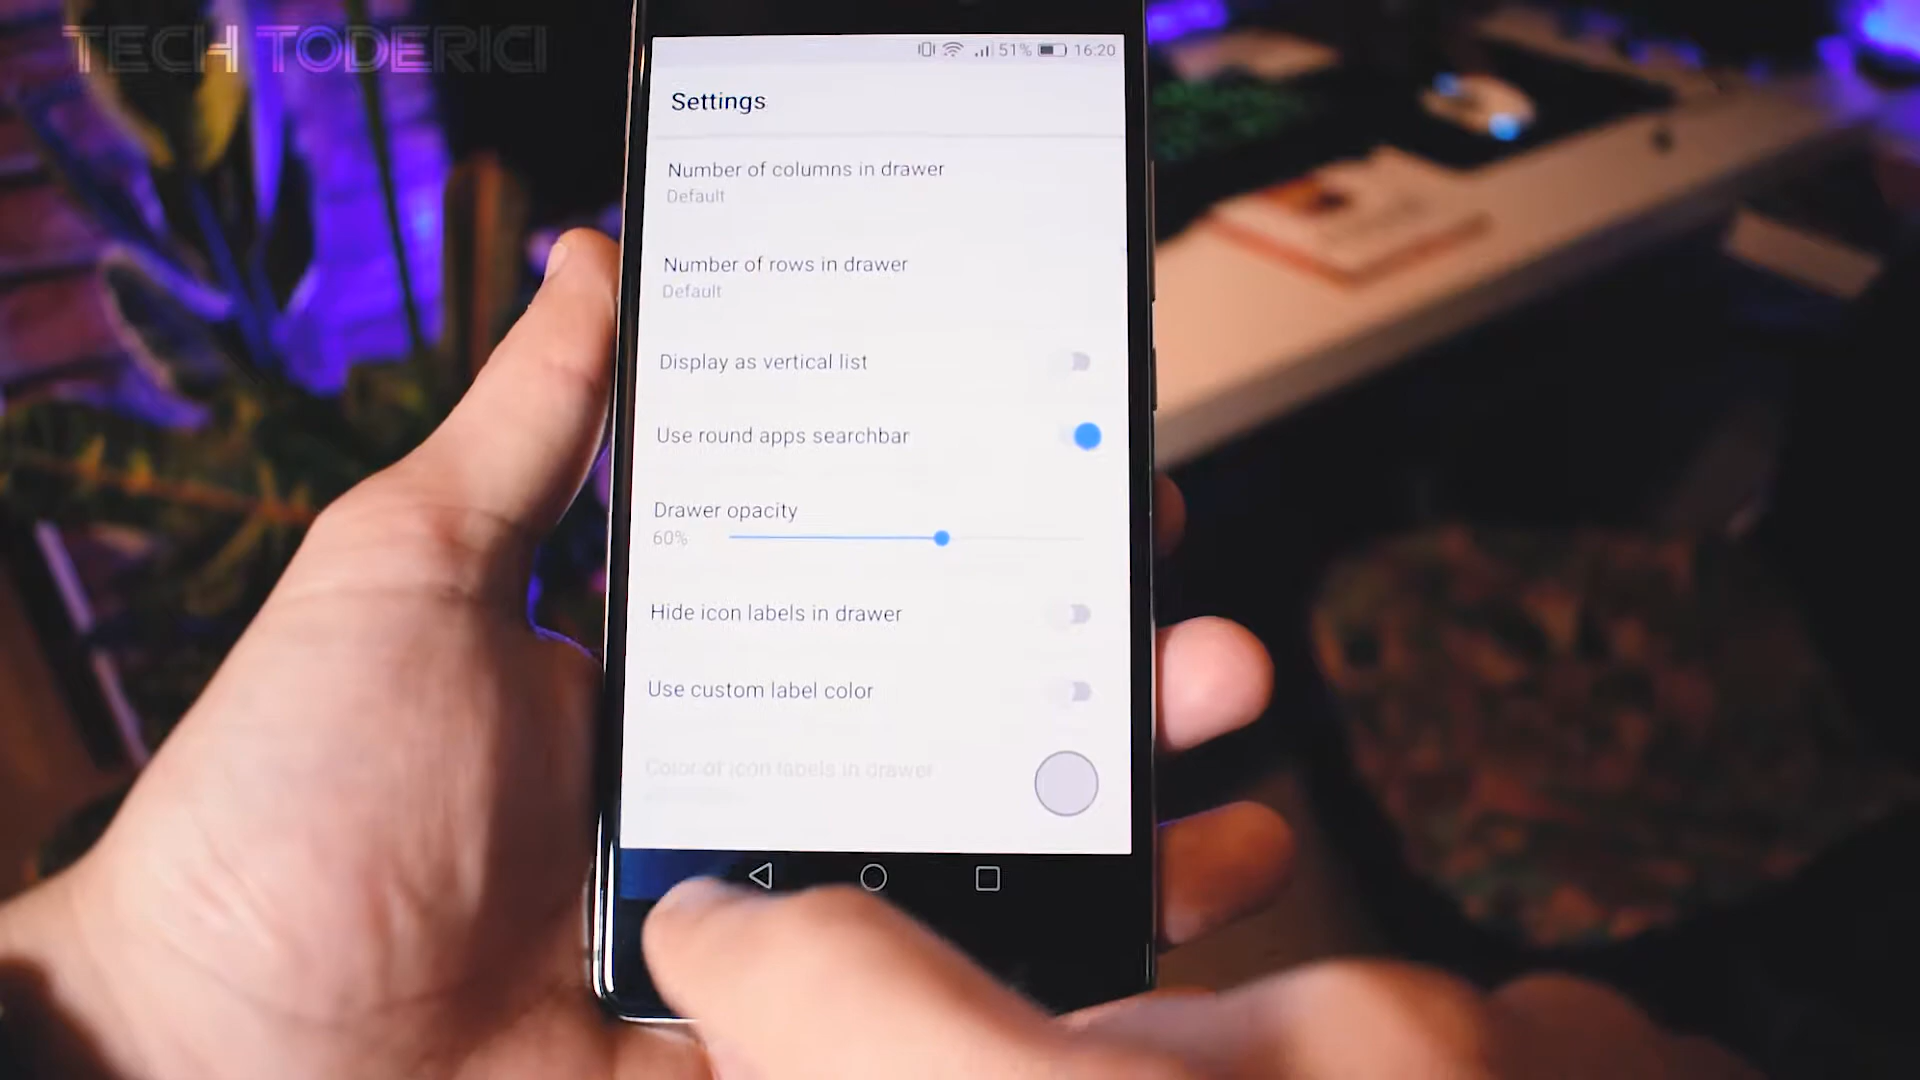 TECH TODERICI
51% 16:20
Settings
Number of columns in drawer
Default
Number of rows in drawer
Default
Display as vertical list
Use round apps searchbar
Drawer opacity
60%
Hide icon labels in drawer
Use custom label color
Color of icon labels in drawer